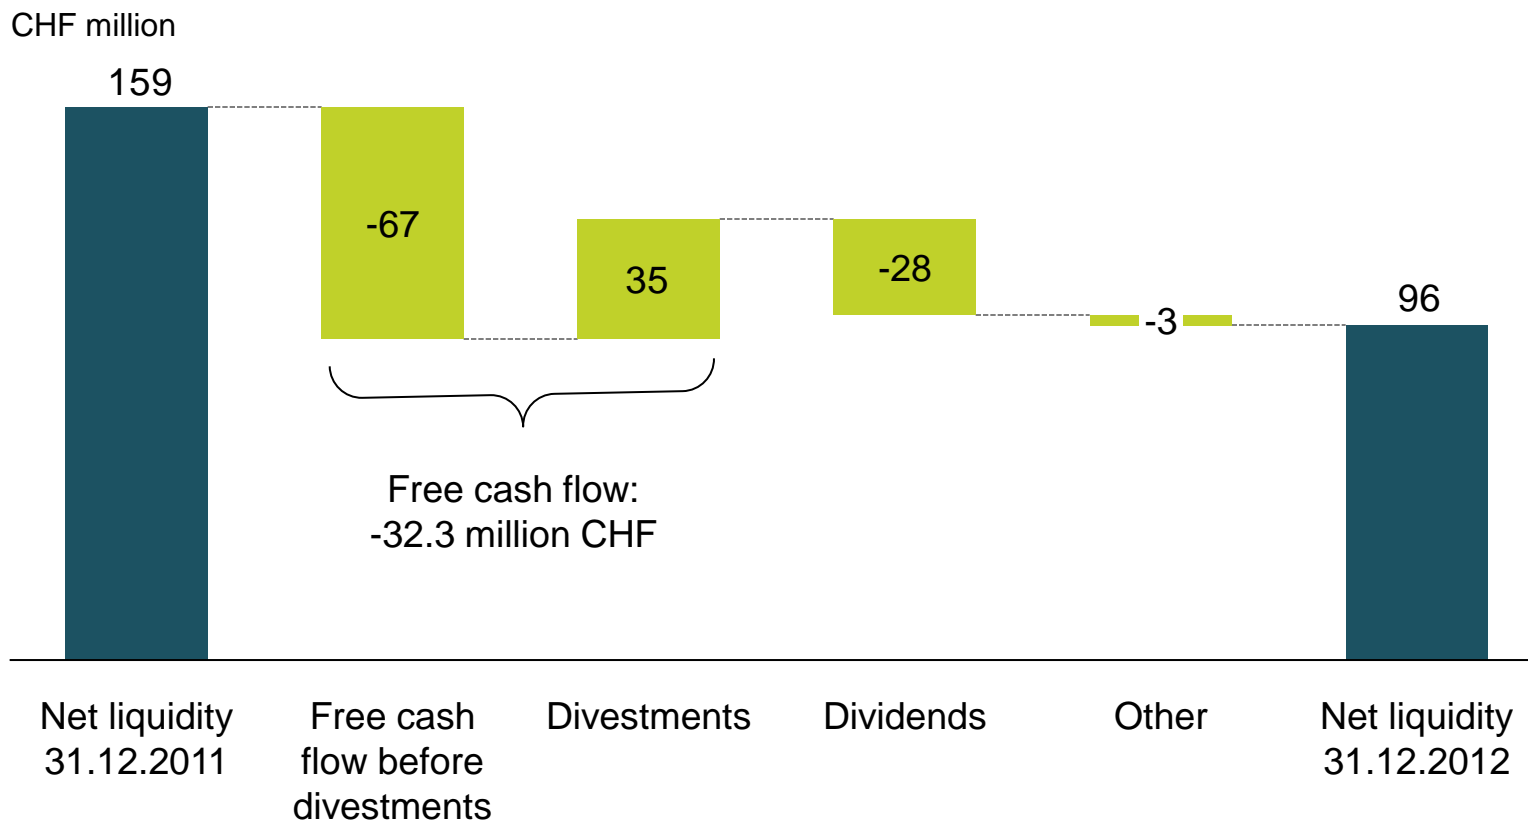 CHF million
159
-67
35
-28
-3
96
Free cash flow:
-32.3 million CHF
Net liquidity
31.12.2011
Free cash
flow before
divestments
Divestments
Dividends
Other
Net liquidity
31.12.2012